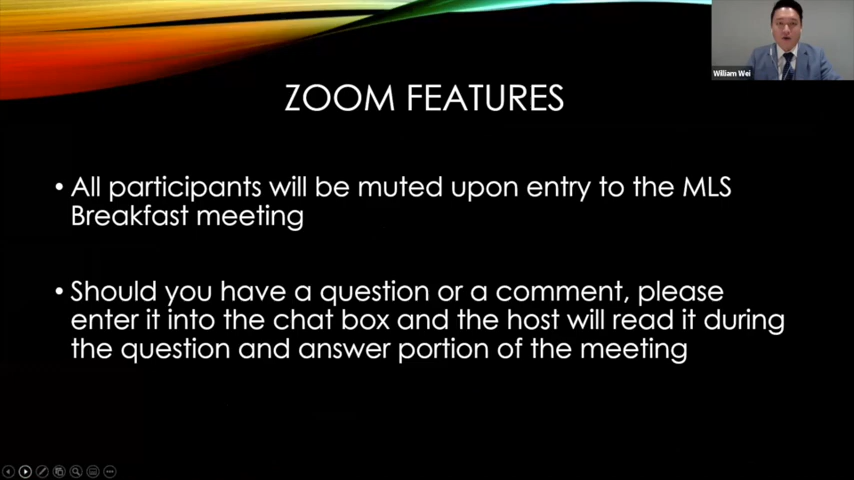 William Wei
ZOOM FEATURES
• All participants will be muted upon entry to the MLS
Breakfast meeting
• Should you have a question or a comment, please
enter it into the chat box and the host will read it during
the question and answer portion of the meeting